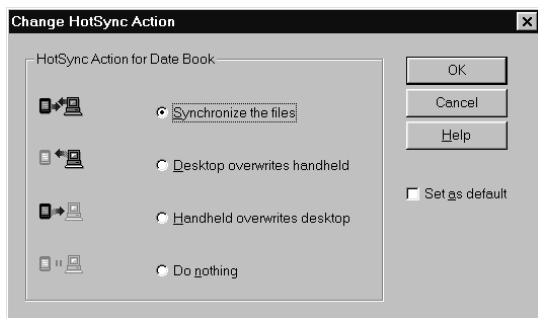 Change HotSync Action
HotSync Action for Date Book
Synchronize the files
Desktop overwrites handheld
Handheld overwrites desktop
Do nothing
OK
Cancel
Help
Set as default